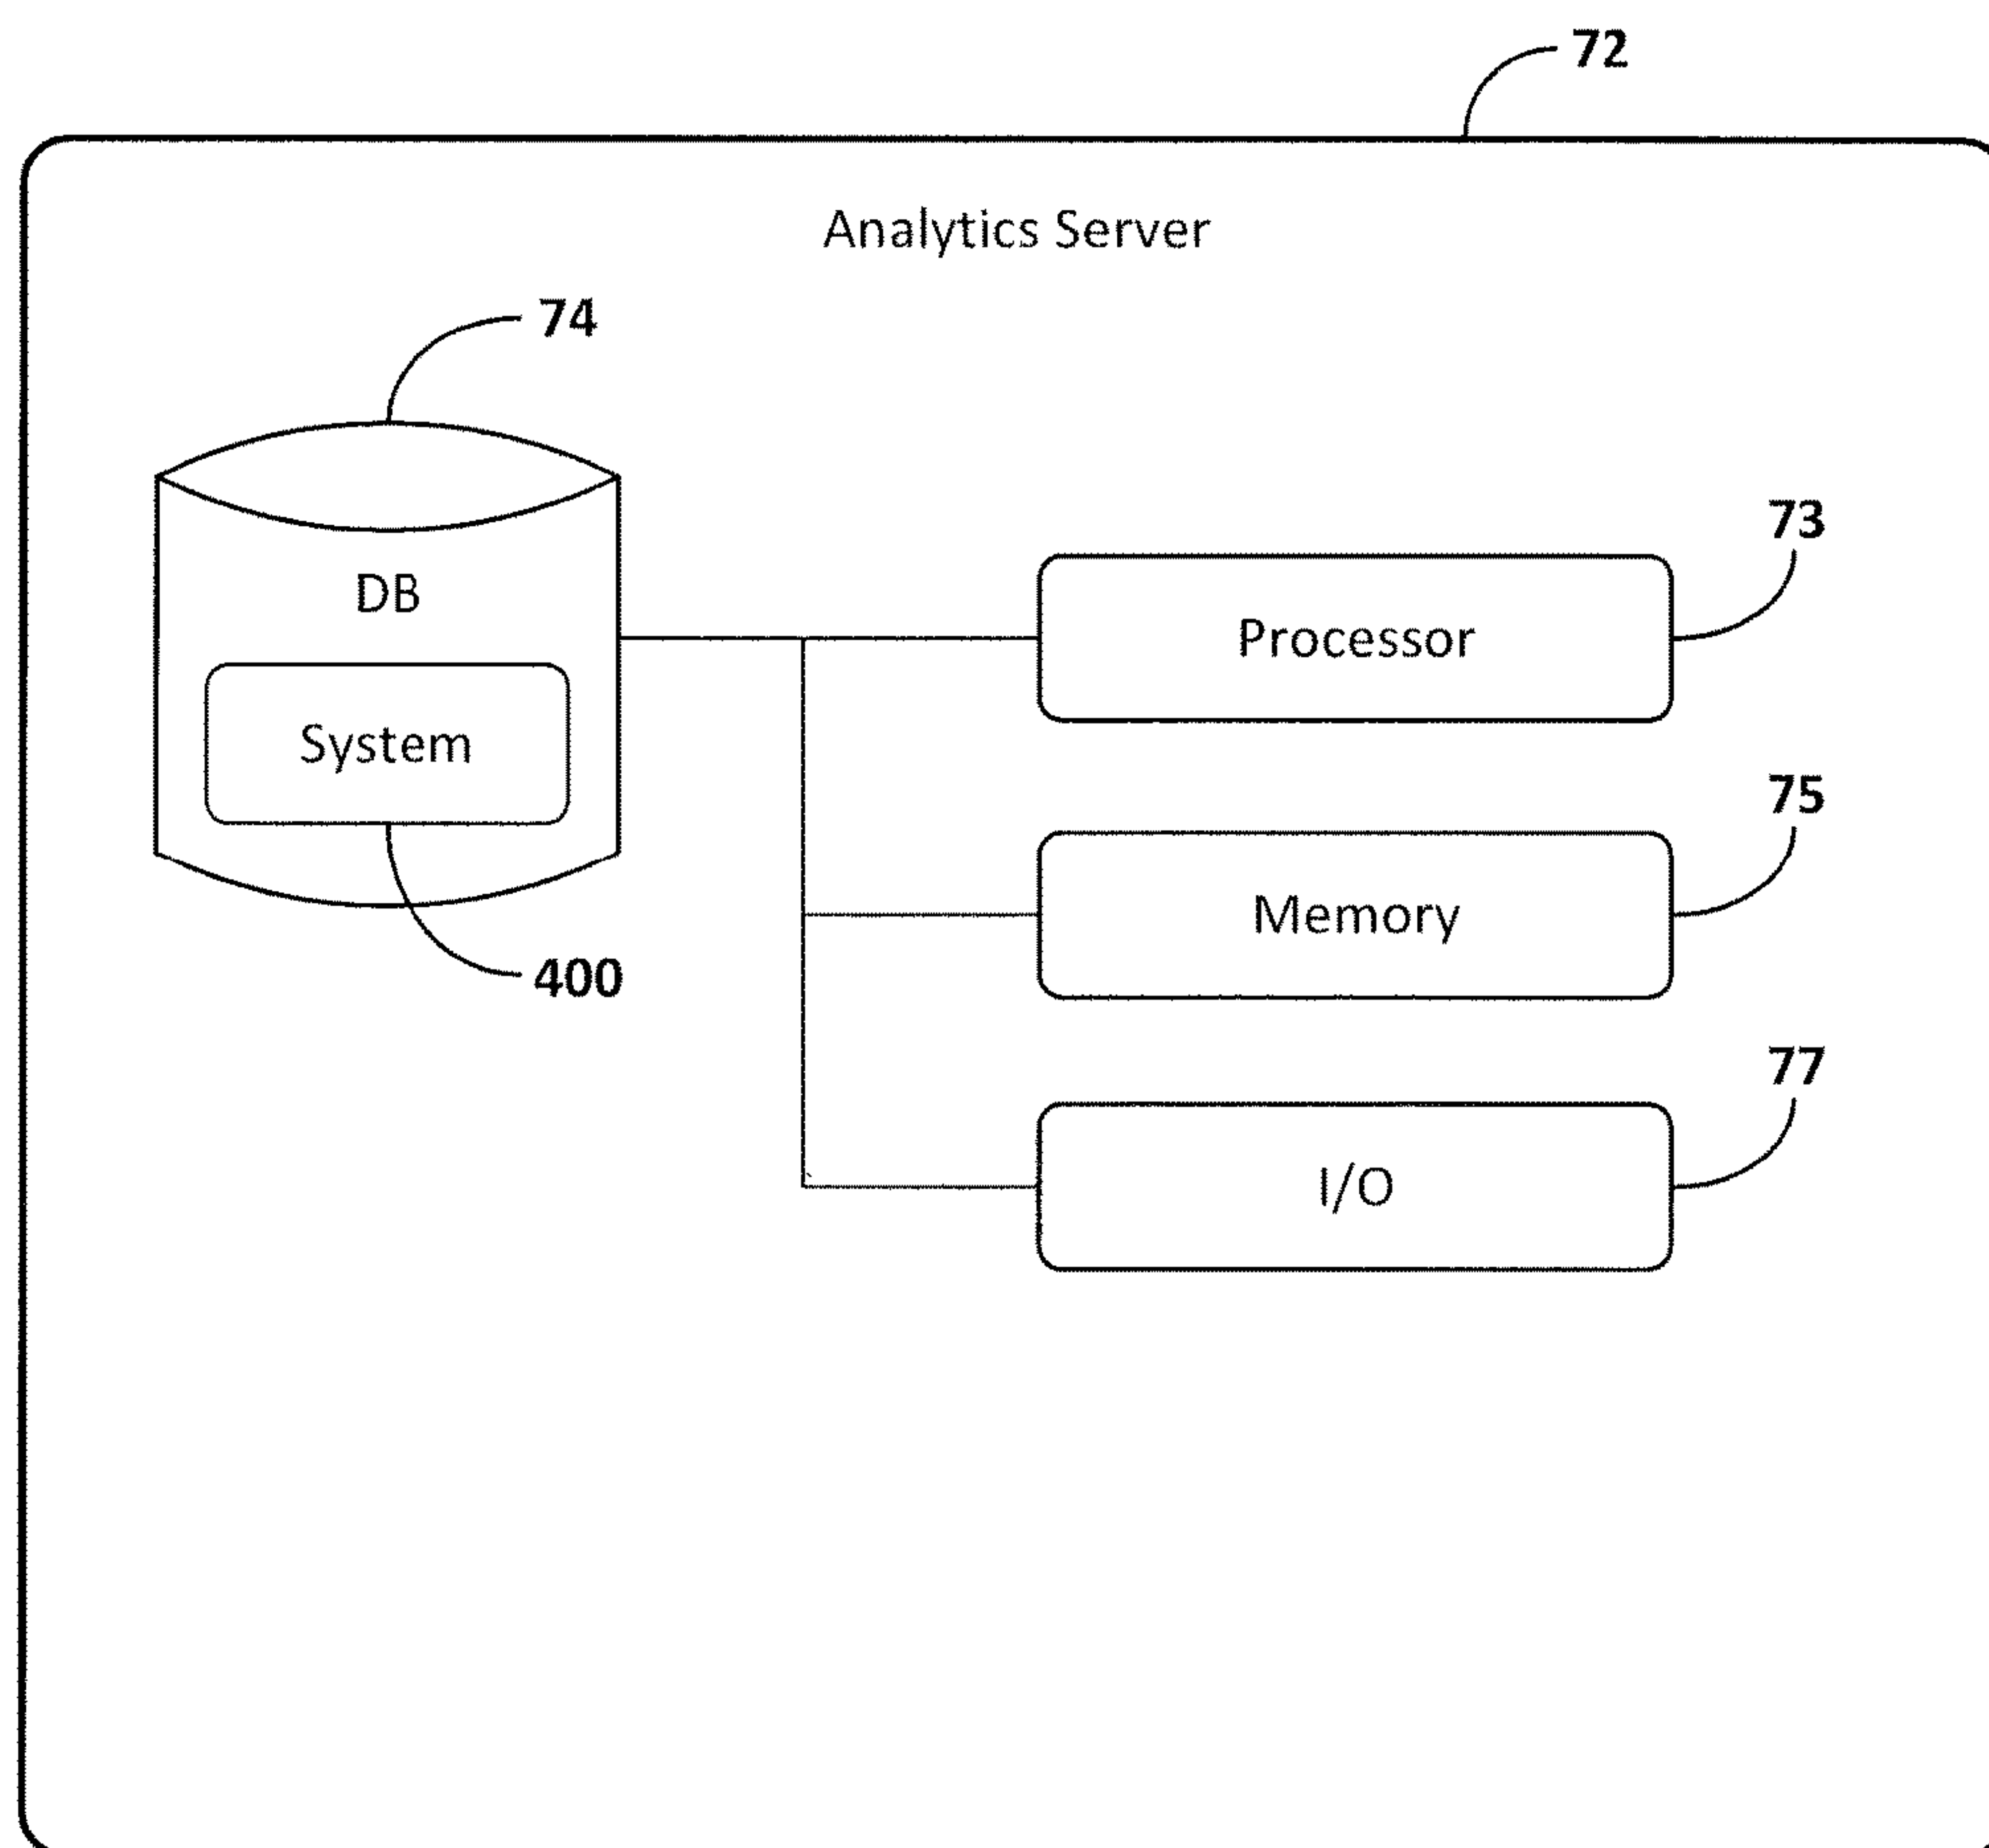 72
Analytics Server
74
73
DB
Processor
System
75
Memory
400
77
I/O